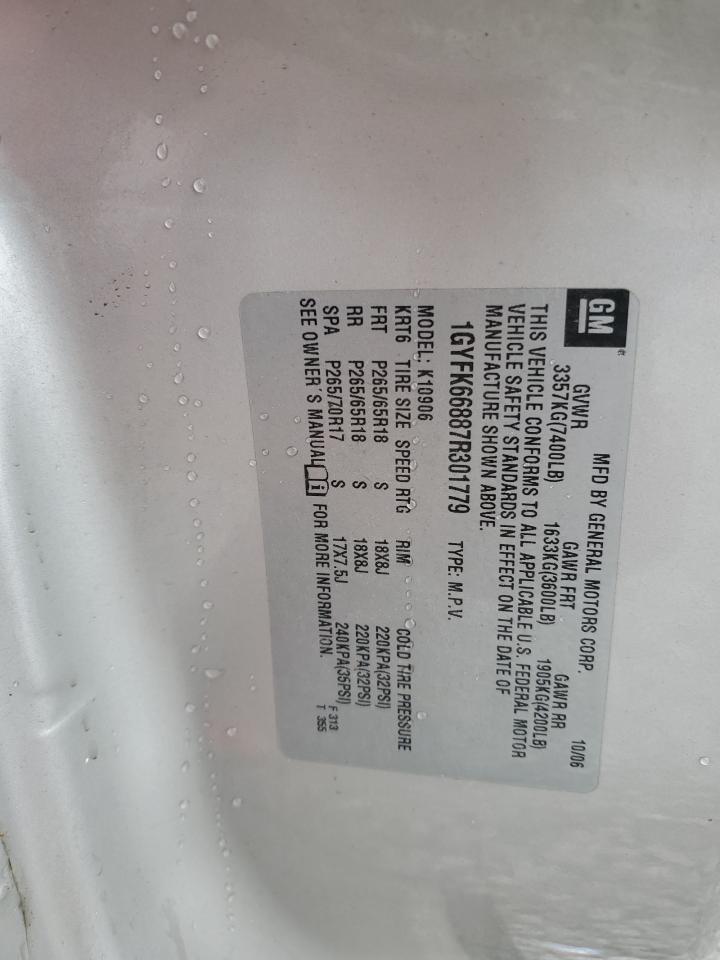 GM®
MFD BY GENERAL MOTORS CORP. 10/06
GVWR GAWR FRT GAWR RR
3357KG(7400LB) 1633KG(3600LB) 1905KG(4200LB)
THIS VEHICLE CONFORMS TO ALL APPLICABLE U.S. FEDERAL MOTOR
VEHICLE SAFETY STANDARDS IN EFFECT ON THE DATE OF
MANUFACTURE SHOWN ABOVE.
1GYFK66887R301779 TYPE: M.P.V.
MODEL: K10906
KRT6 TIRE SIZE SPEED RTG RIM COLD TIRE PRESSURE
FRT P265/65R18 S 18X8J 220KPA(32PSI)
RR P265/65R18 S 18X8J 220KPA(32PSI)
SPA P265/70R17 S 17X7.5J 240KPA(35PSI)
SEE OWNER'S MANUAL i FOR MORE INFORMATION.
F 313
T 355